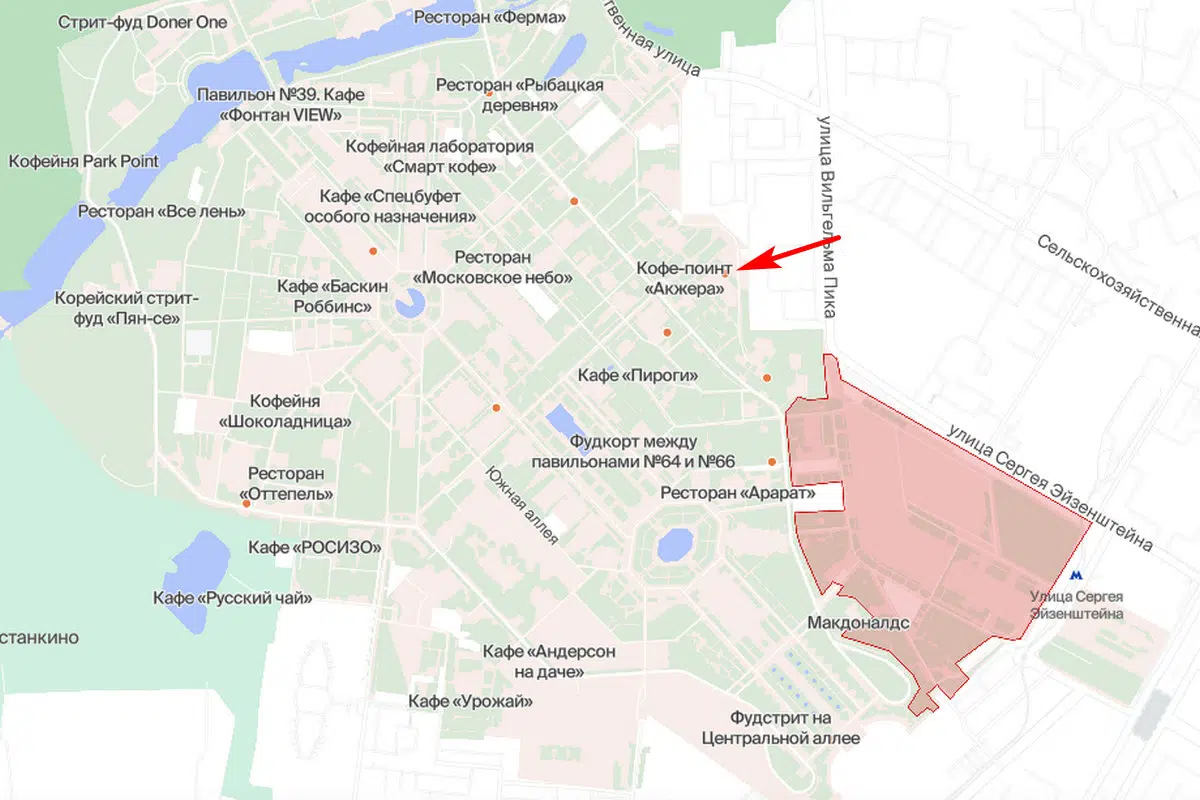 Стрит-фуд Doner One
Ресторан «Ферма»
твенная улица
Ресторан «Рыбацкая
деревня»
Павильон №39. Кафе
«Фонтан VIEW»
улица Вильгельма Пика
Кофейная лаборатория
«Смарт кофе»
Кофейня Park Point
Кафе «Спецбуфет
особого назначения»
Ресторан «Все лень»
Сельскохозяйственна
Ресторан
«Московское небо»
Кофе-поинт
«Акжера»
Кафе «Баскин
Роббинс»
Корейский стрит-
фуд «Пян-се»
Кафе «Пироги»
Кофейня
«Шоколадница»
улица Сергея Эйзенштейна
Фудкорт между
павильонами №64 и №66
Южная аллея
Ресторан
«Оттепель»
Ресторан «Арарат»
Кафе «РОСИЗО»
М
Улица Сергея
Эйзенштейна
Кафе «Русский чай»
Макдоналдс
станкино
Кафе «Андерсон
на даче»
Кафе «Урожай»
Фудстрит на
Центральной аллее